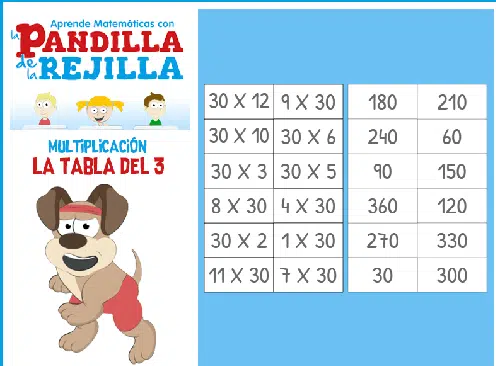 Aprende Matemáticas con
la PANDILLA
de la REJILLA
MULTIPLICACIÓN
LA TABLA DEL 3
30 X 12 9 X 30 180 210
30 X 10 30 X 6 240 60
30 X 3 30 X 5 90 150
8 X 30 4 X 30 360 120
30 X 2 1 X 30 270 330
11 X 30 7 X 30 30 300